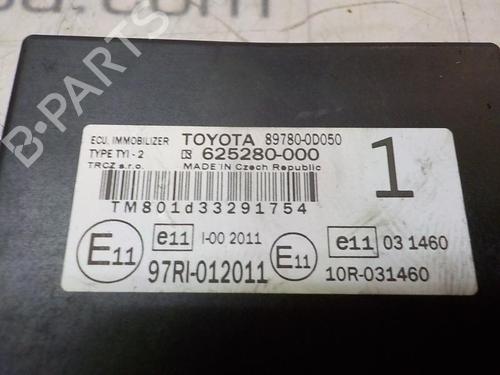 B-PARTS
ECU. IMMOBILIZER TOYOTA 89780-0D050
TYPE TYI-2 625280-000
TRCZ s.r.o. MADE IN Czech Republic
1
TM801d33291754
E11 e11 I-00 2011 E11 e11 03 1460
97RI-012011 10R-031460